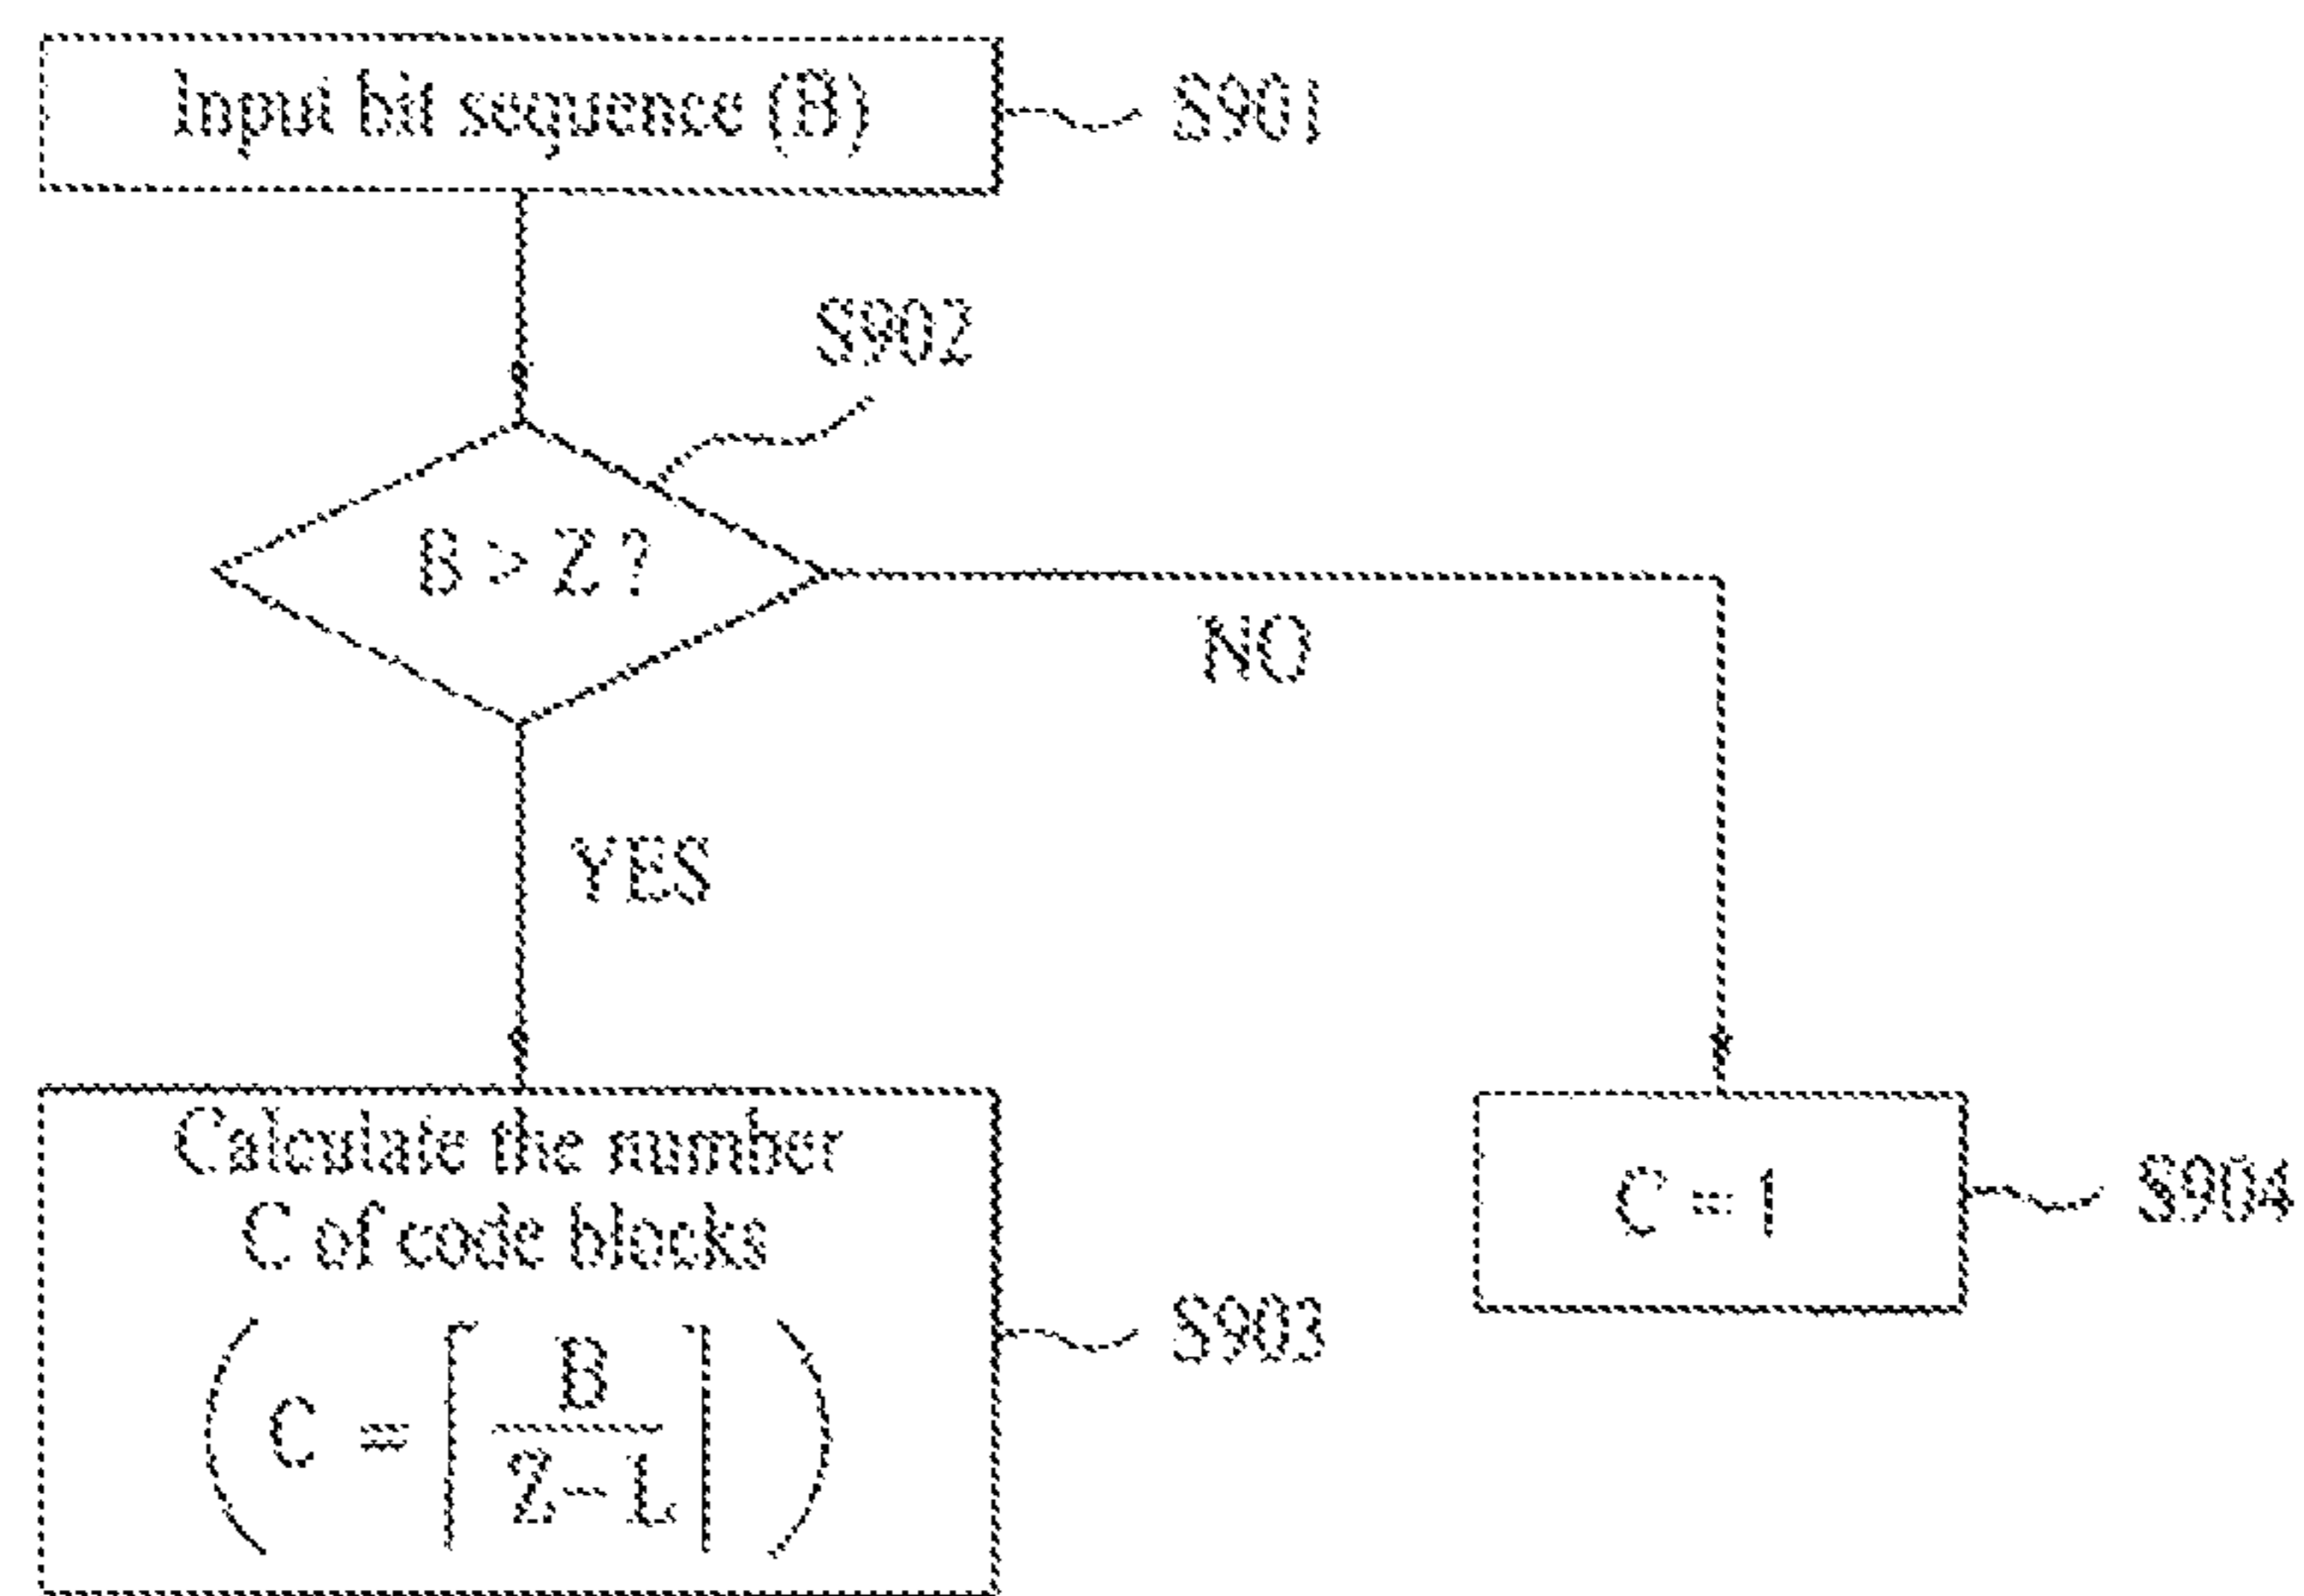 Input bit sequence (B)
S901
S902
B > Z ?
NO
YES
Calculate the number
C of code blocks
( C = ⌈ B / Z-L ⌉ )
S903
C = 1
S904